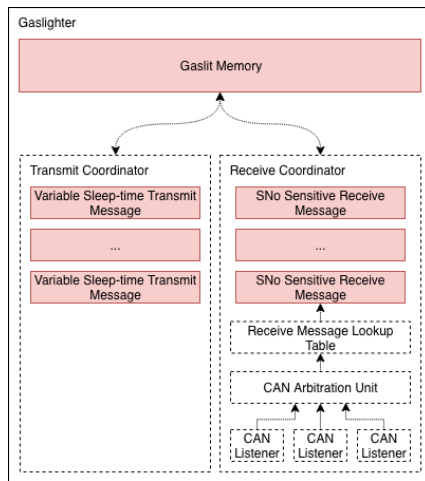 Gaslighter
Gaslit Memory
Transmit Coordinator
Variable Sleep-time Transmit
Message
...
Variable Sleep-time Transmit
Message
Receive Coordinator
SNo Sensitive Receive
Message
...
SNo Sensitive Receive
Message
Receive Message Lookup
Table
CAN Arbitration Unit
CAN
Listener
CAN
Listener
CAN
Listener